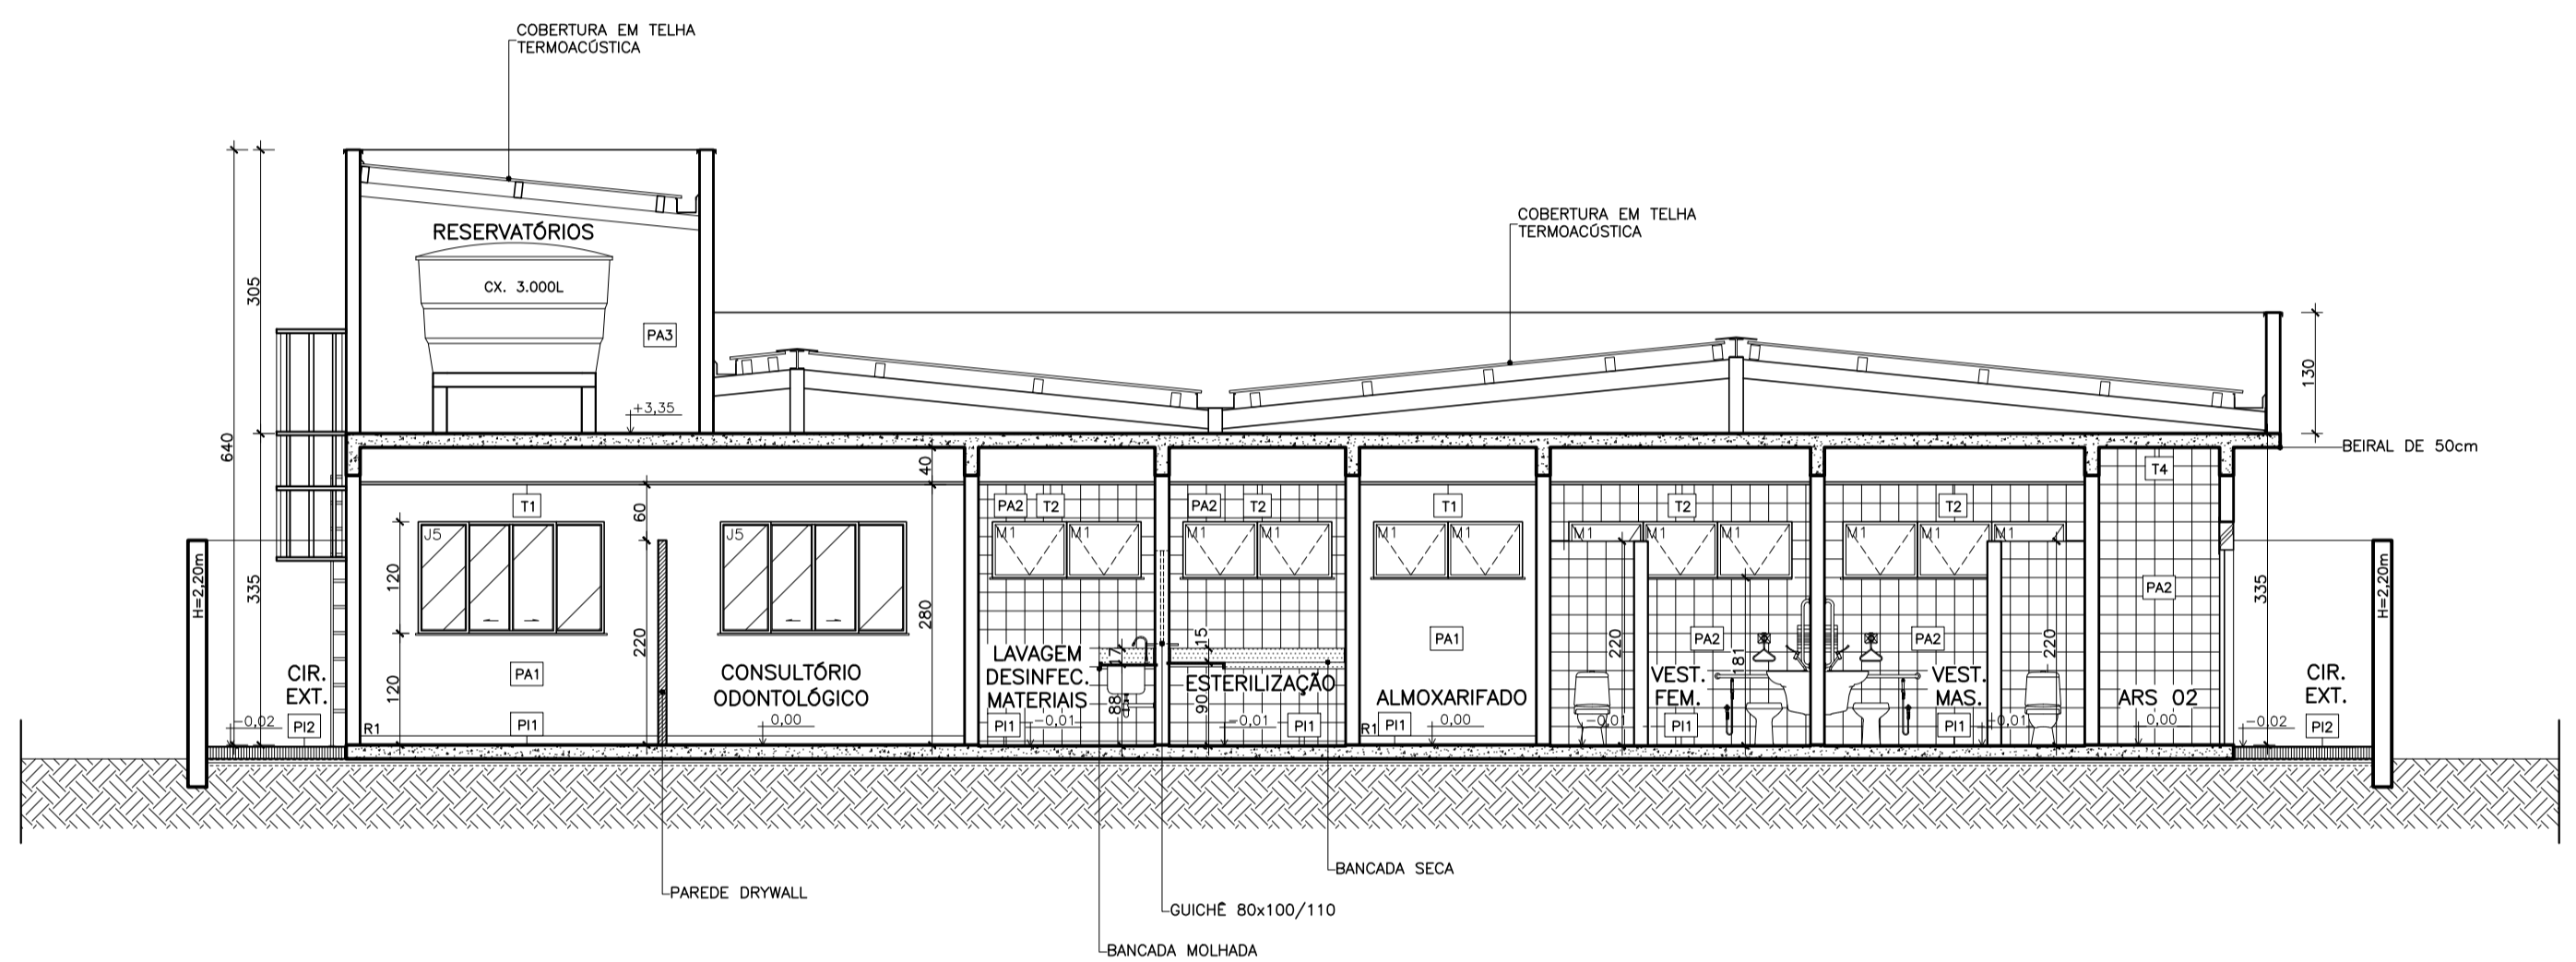 COBERTURA EM TELHA
TERMOACÚSTICA
COBERTURA EM TELHA
TERMOACÚSTICA
RESERVATÓRIOS
CX. 3.000L
PA3
+3,35
305
640
335
130
BEIRAL DE 50cm
40
T1
T4
PA2
T2
PA2
T2
T1
T2
T2
60
J5
J5
M1
M1
M1
M1
M1
M1
M1
M1
M1
M1
M1
M1
H=2,20m
120
220
280
PA2
335
H=2,20m
PA1
220
PA2
PA2
220
181
17
15
CIR.
EXT.
PA1
120
CONSULTÓRIO
ODONTOLÓGICO
LAVAGEM
DESINFEC.
MATERIAIS
88
90
ESTERILIZAÇÃO
ALMOXARIFADO
VEST.
FEM.
VEST.
MAS.
ARS 02
CIR.
EXT.
-0,02
PI2
R1
PI1
0,00
PI1
-0,01
-0,01
PI1
R1
PI1
0,00
-0,01
PI1
PI1
-0,01
0,00
-0,02
PI2
BANCADA SECA
PAREDE DRYWALL
GUICHÊ 80x100/110
BANCADA MOLHADA